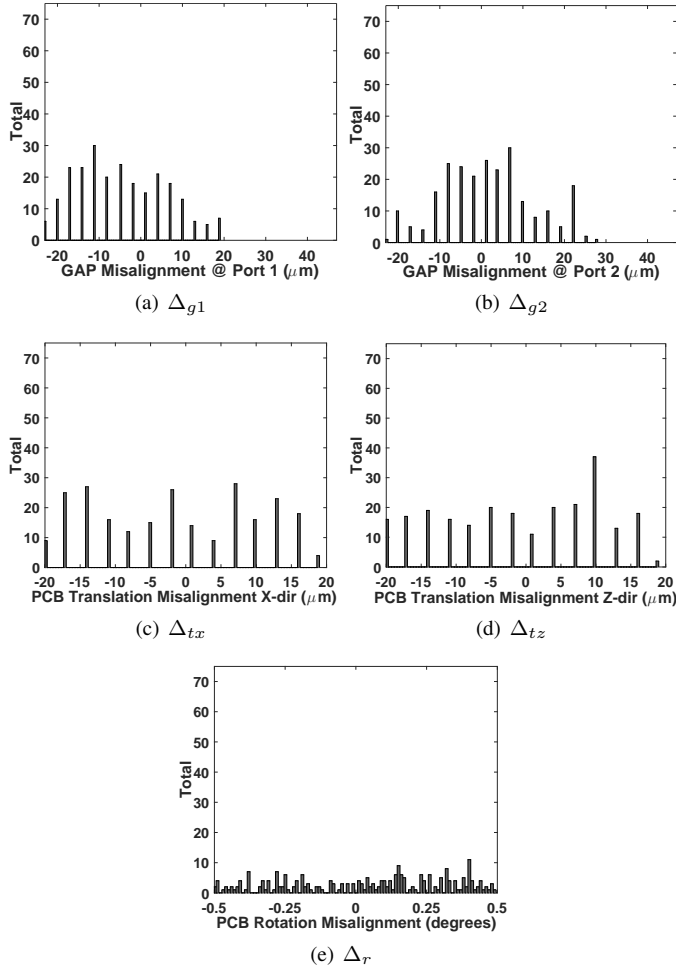 70
60
50
40
30
20
10
0
Total
-20 -10 0 10 20 30 40
GAP Misalignment @ Port 1 (μm)
(a) Δg1
70
60
50
40
30
20
10
0
Total
-20 -10 0 10 20 30 40
GAP Misalignment @ Port 2 (μm)
(b) Δg2
70
60
50
40
30
20
10
0
Total
-20 -15 -10 -5 0 5 10 15 20
PCB Translation Misalignment X-dir (μm)
(c) Δtx
70
60
50
40
30
20
10
0
Total
-20 -15 -10 -5 0 5 10 15 20
PCB Translation Misalignment Z-dir (μm)
(d) Δtz
70
60
50
40
30
20
10
0
Total
-0.5 -0.25 0 0.25 0.5
PCB Rotation Misalignment (degrees)
(e) Δr